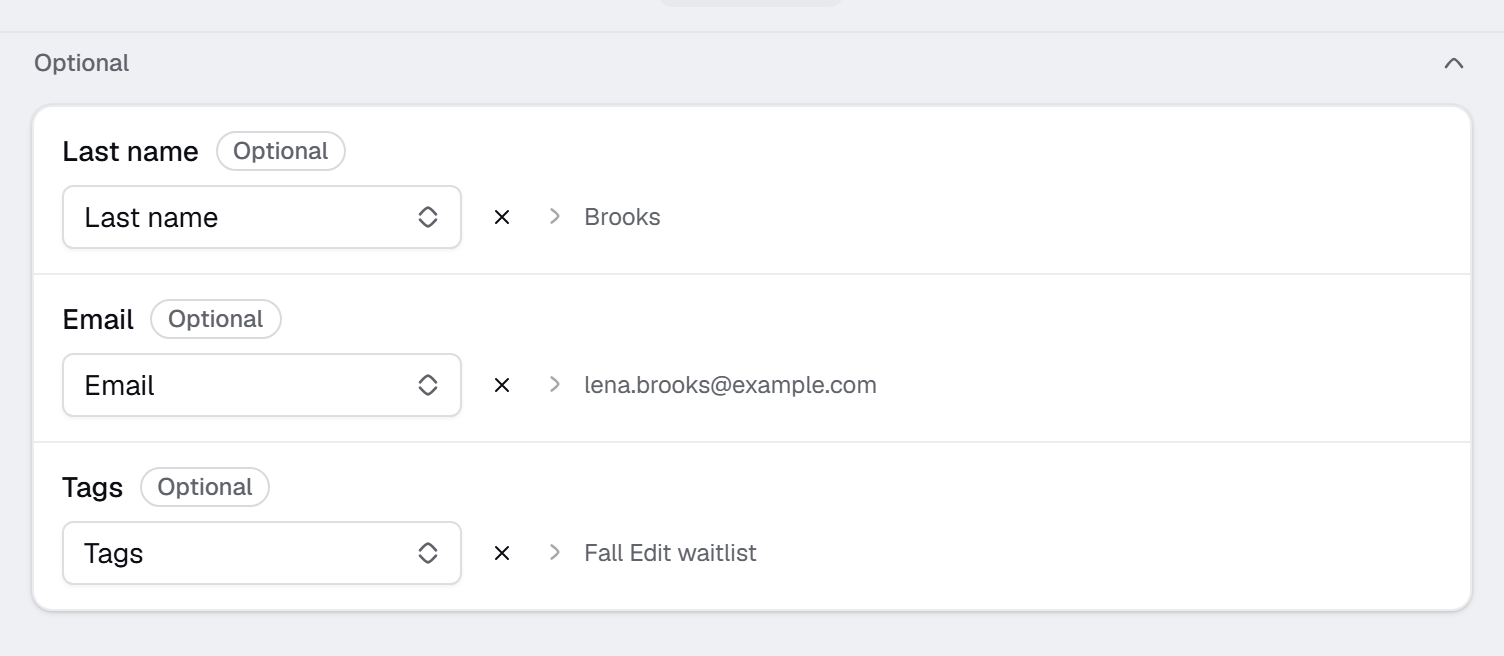 Optional
Last name Optional
Last name Brooks
Email Optional
Email lena.brooks@example.com
Tags Optional
Tags Fall Edit waitlist